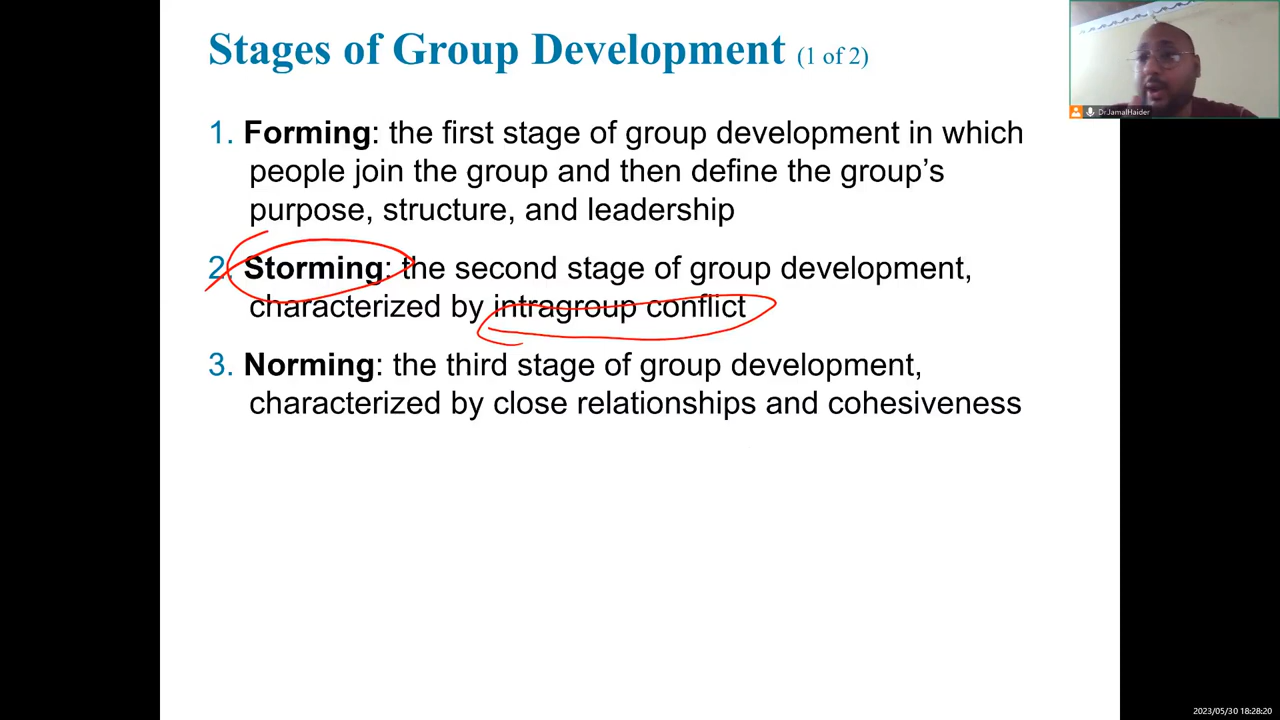 Stages of Group Development (1 of 2)
1. Forming: the first stage of group development in which
people join the group and then define the group’s
purpose, structure, and leadership
2. Storming: the second stage of group development,
characterized by intragroup conflict
3. Norming: the third stage of group development,
characterized by close relationships and cohesiveness
DrJamalHaider
2023/05/30 18:28:20